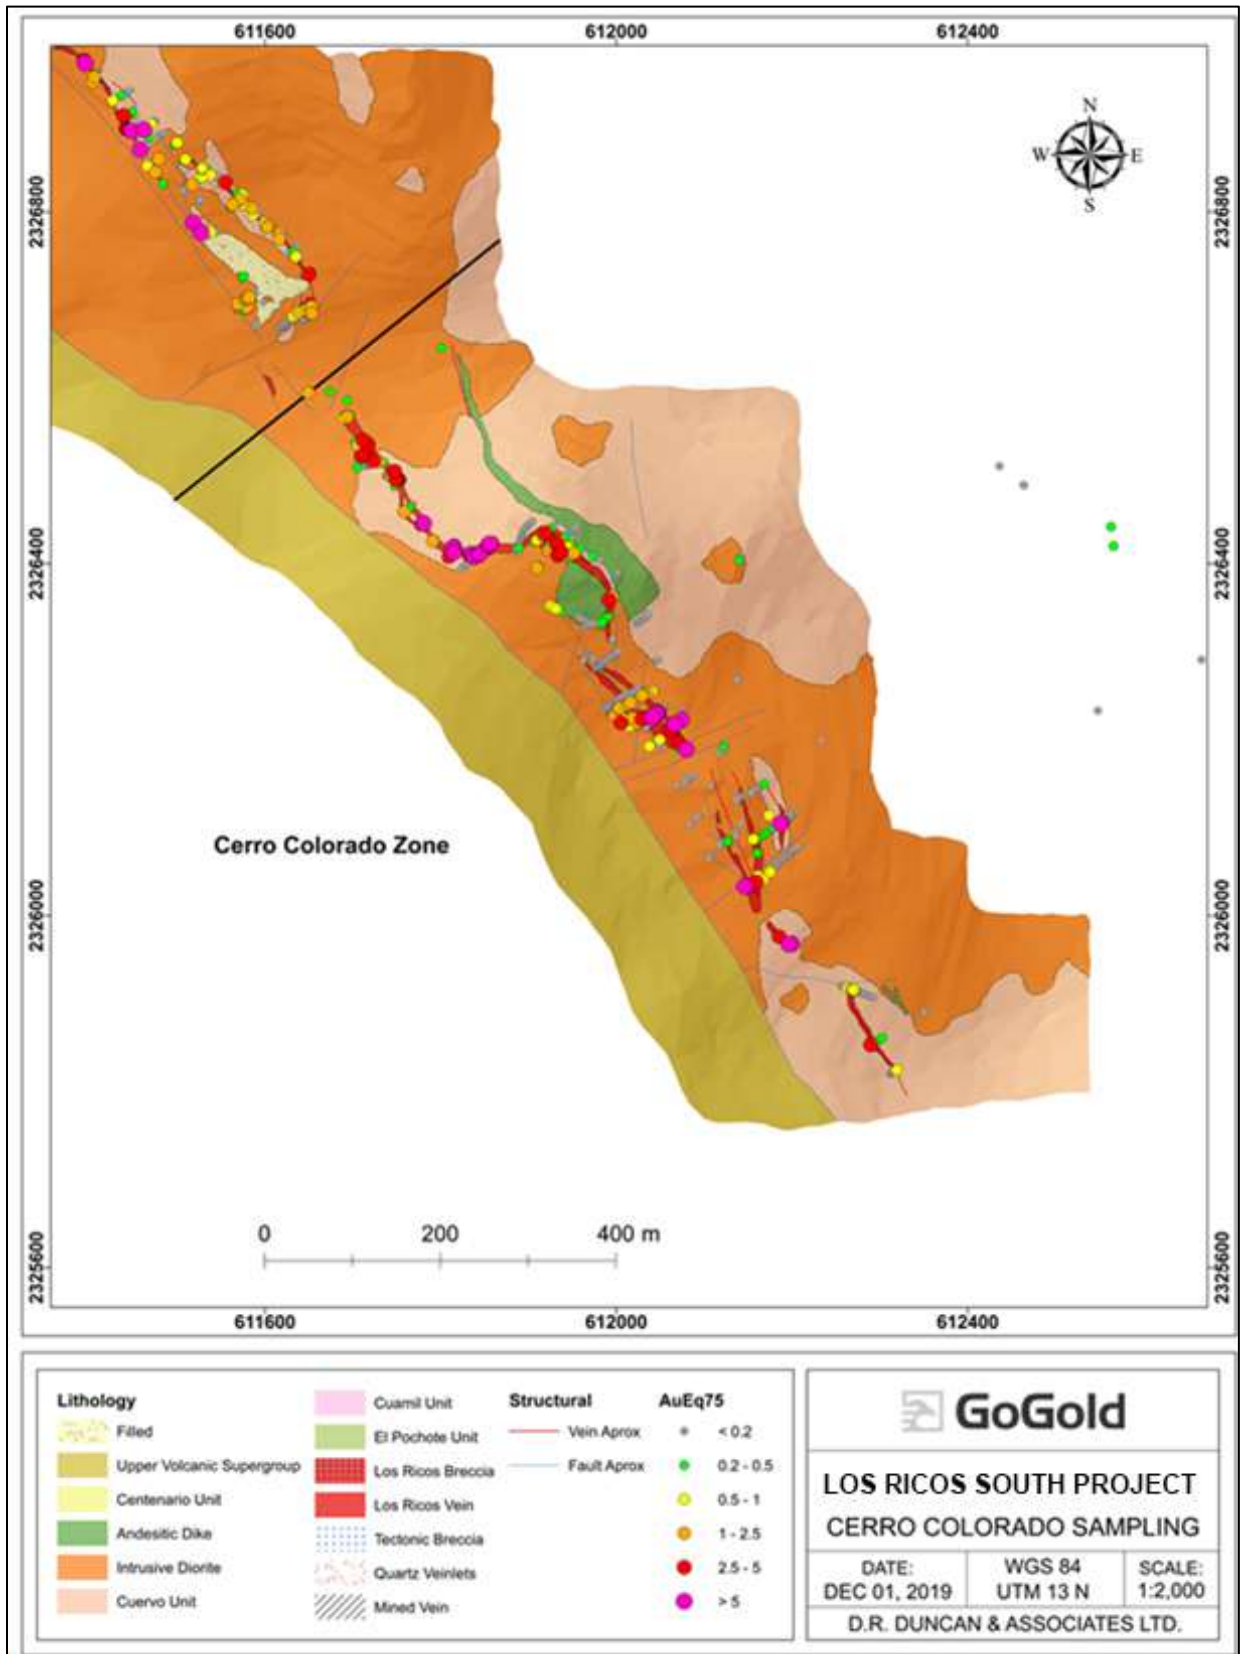 611600
612000
612400
N
W
E
S
2326800
2326800
2326400
2326400
Cerro Colorado Zone
2326000
2326000
0
200
400 m
2325600
2325600
611600
612000
612400
Lithology
Filled
Upper Volcanic Supergroup
Centenario Unit
Andesitic Dike
Intrusive Diorite
Cuervo Unit
Cuamil Unit
El Pochote Unit
Los Ricos Breccia
Los Ricos Vein
Tectonic Breccia
Quartz Veinlets
Mined Vein
Structural
Vein Aprox
Fault Aprox
AuEq75
< 0.2
0.2 - 0.5
0.5 - 1
1 - 2.5
2.5 - 5
> 5
GoGold
LOS RICOS SOUTH PROJECT
CERRO COLORADO SAMPLING
DATE:
DEC 01, 2019
WGS 84
UTM 13 N
SCALE:
1:2,000
D.R. DUNCAN & ASSOCIATES LTD.